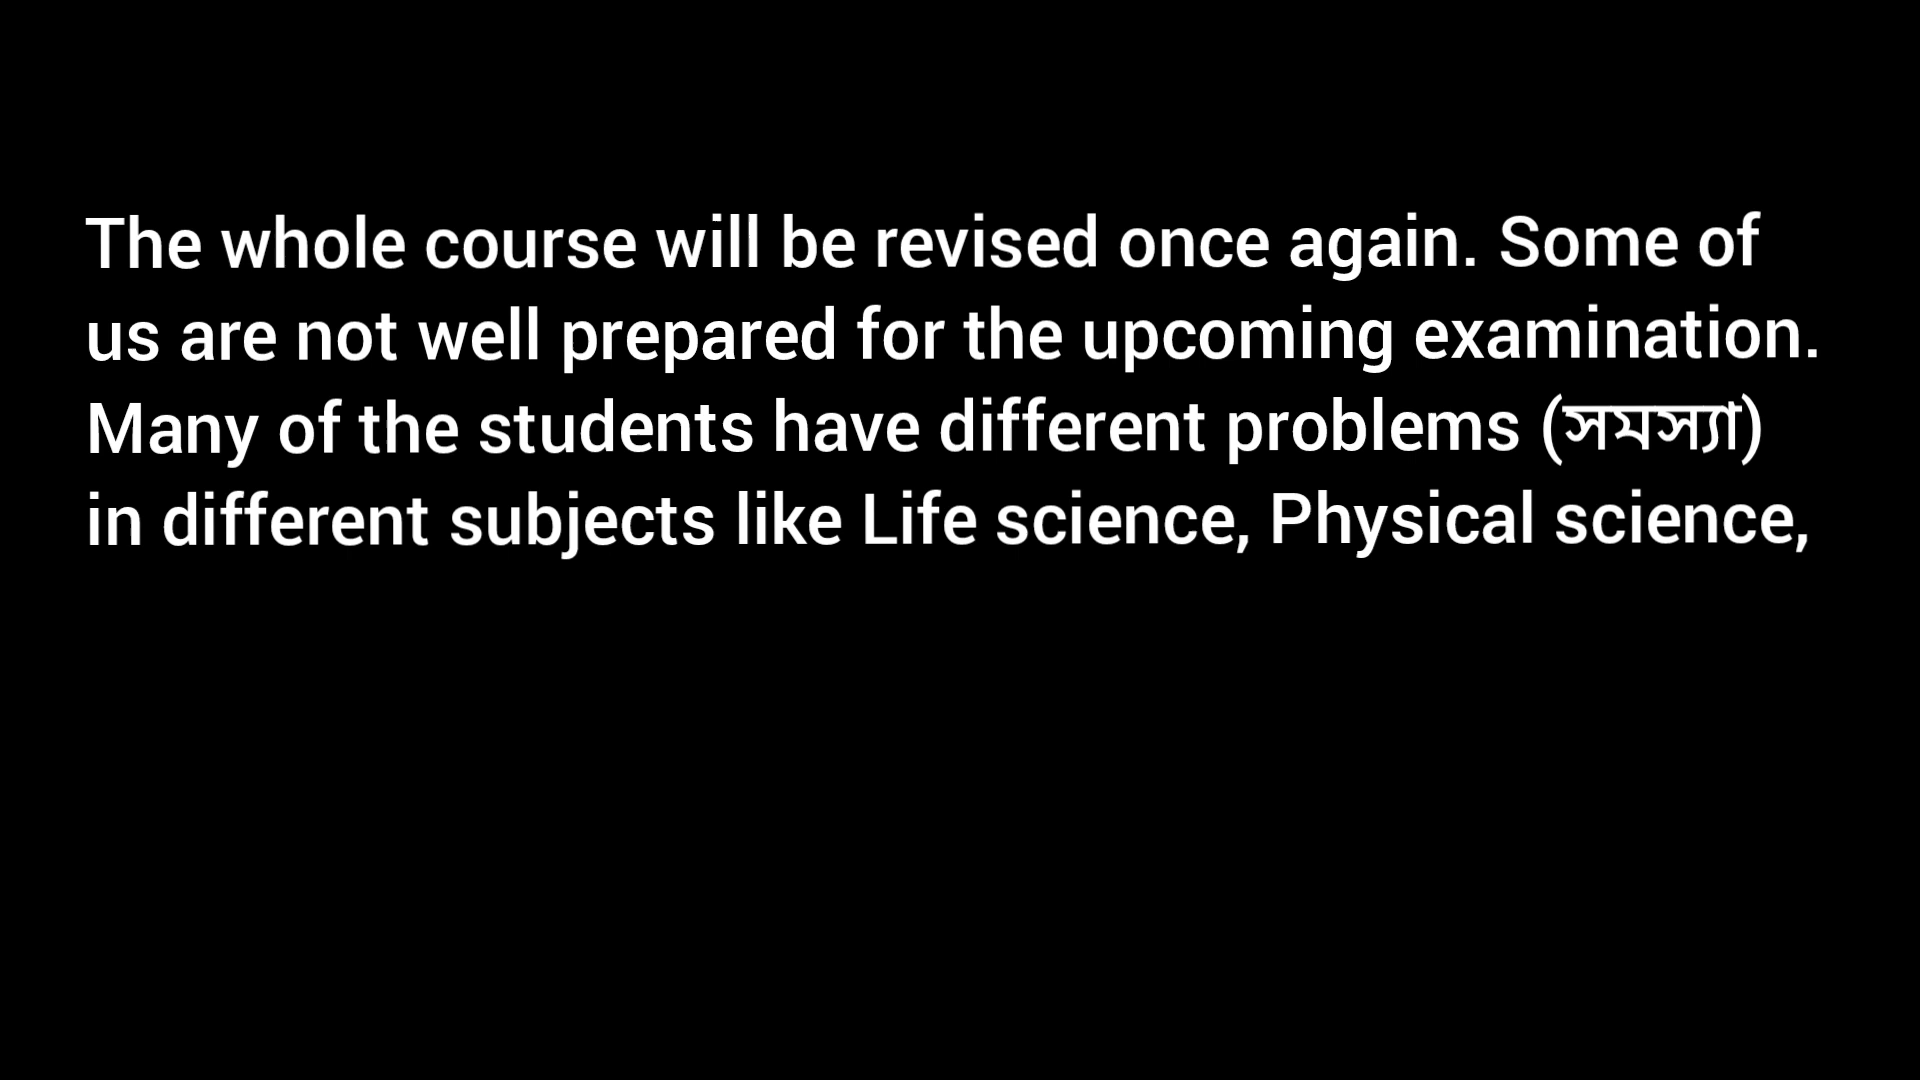 The whole course will be revised once again. Some of
us are not well prepared for the upcoming examination.
Many of the students have different problems (সমস্যা)
in different subjects like Life science, Physical science,